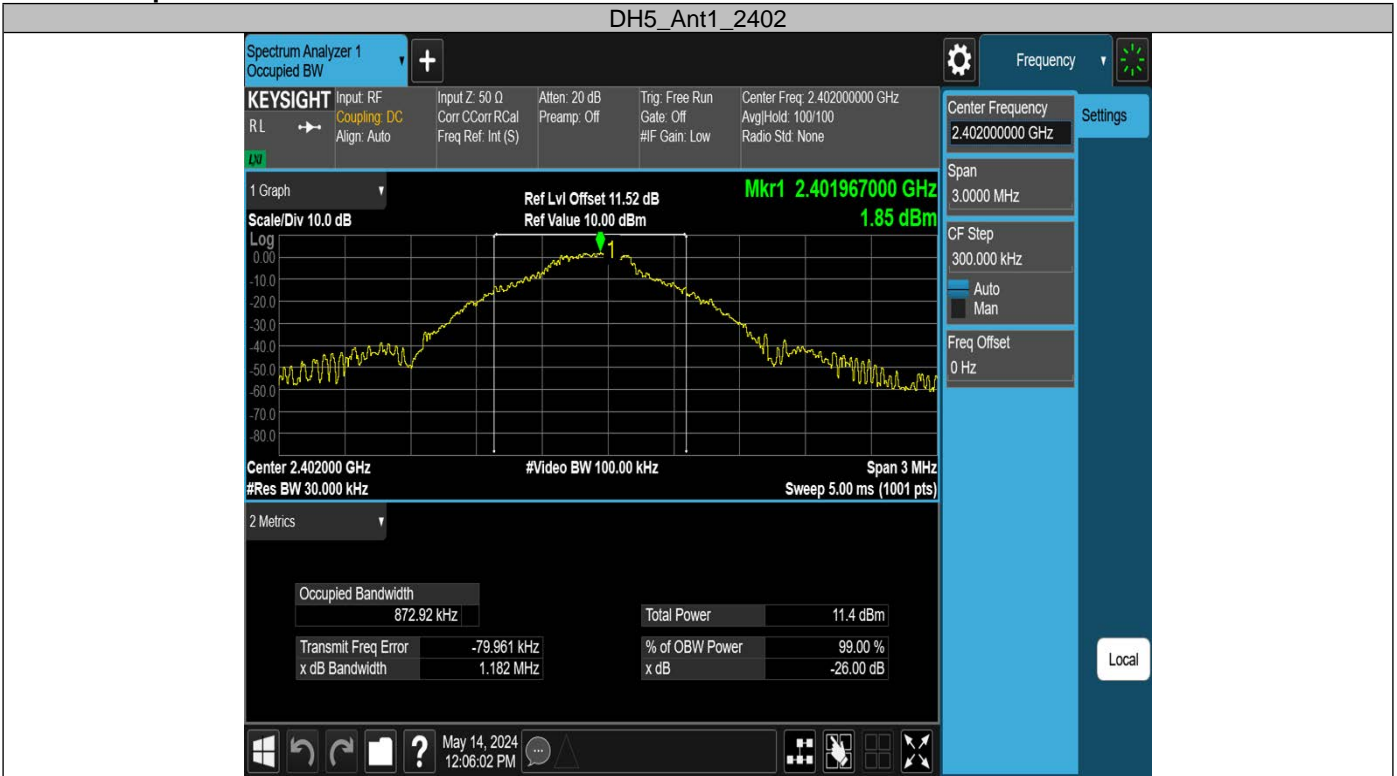 DH5_Ant1_2402
Spectrum Analyzer 1
Occupied BW
+
Frequency
KEYSIGHT
R L
LXI
Input: RF
Coupling: DC
Align: Auto
Input Z: 50 Ω
Corr CCorr RCal
Freq Ref: Int (S)
Atten: 20 dB
Preamp: Off
Trig: Free Run
Gate: Off
#IF Gain: Low
Center Freq: 2.402000000 GHz
Avg|Hold: 100/100
Radio Std: None
Center Frequency
2.402000000 GHz
Settings
Span
3.0000 MHz
CF Step
300.000 kHz
Auto
Man
Freq Offset
0 Hz
Local
1 Graph
Scale/Div 10.0 dB
Ref Lvl Offset 11.52 dB
Ref Value 10.00 dBm
Mkr1 2.401967000 GHz
1.85 dBm
Log
0.00
-10.0
-20.0
-30.0
-40.0
-50.0
-60.0
-70.0
-80.0
1
Center 2.402000 GHz
#Res BW 30.000 kHz
#Video BW 100.00 kHz
Span 3 MHz
Sweep 5.00 ms (1001 pts)
2 Metrics
Occupied Bandwidth
872.92 kHz
Total Power 11.4 dBm
Transmit Freq Error -79.961 kHz
% of OBW Power 99.00 %
x dB Bandwidth 1.182 MHz
x dB -26.00 dB
?
May 14, 2024
12:06:02 PM